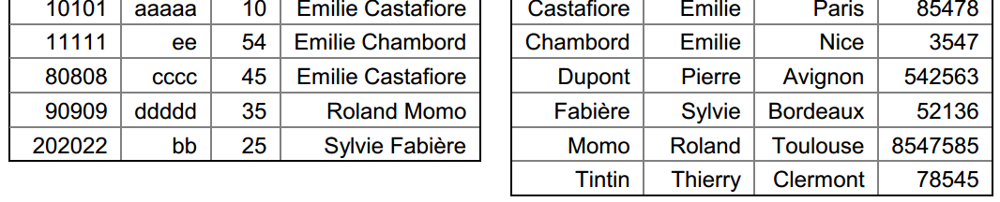 10101 aaaaa 10 Emilie Castafiore
11111 ee 54 Emilie Chambord
80808 cccc 45 Emilie Castafiore
90909 ddddd 35 Roland Momo
202022 bb 25 Sylvie Fabière
Castafiore Emilie Paris 85478
Chambord Emilie Nice 3547
Dupont Pierre Avignon 542563
Fabière Sylvie Bordeaux 52136
Momo Roland Toulouse 8547585
Tintin Thierry Clermont 78545